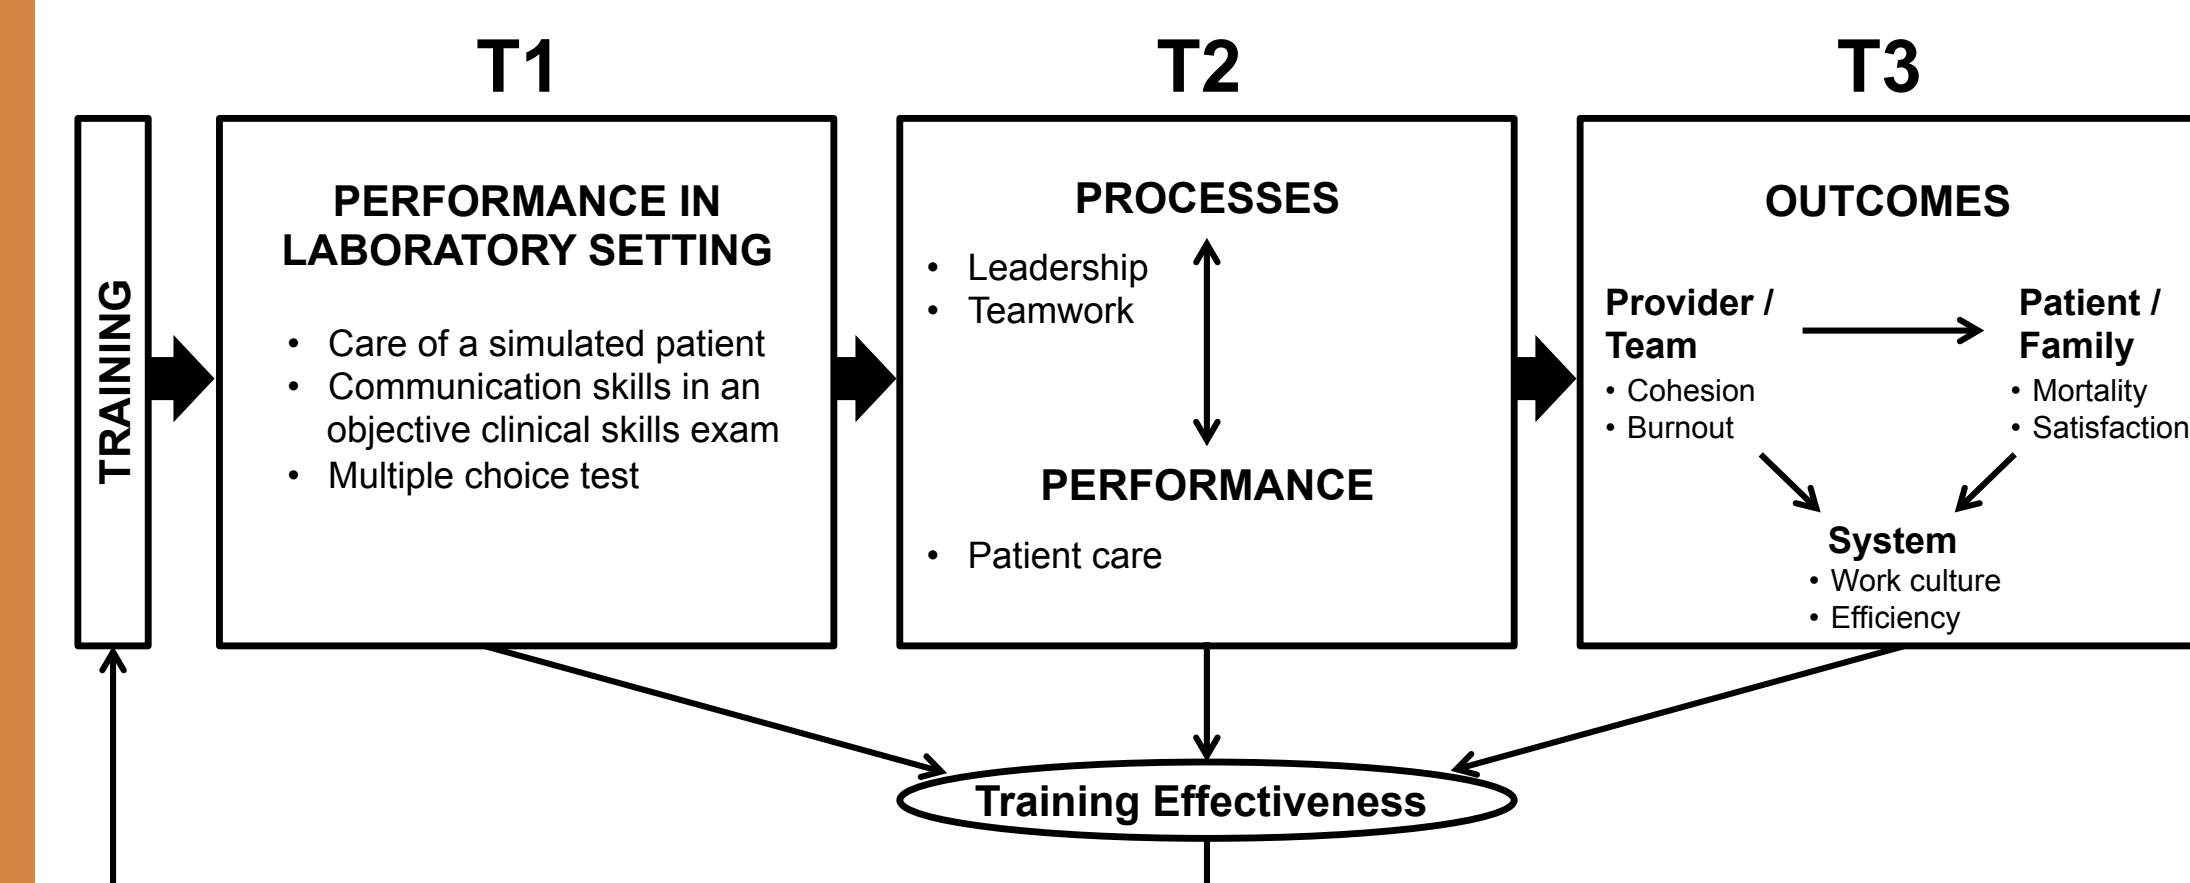 T1
T2
T3
TRAINING
PERFORMANCE IN
LABORATORY SETTING
• Care of a simulated patient
• Communication skills in an
objective clinical skills exam
• Multiple choice test
PROCESSES
• Leadership
• Teamwork
PERFORMANCE
• Patient care
OUTCOMES
Provider /
Team
• Cohesion
• Burnout
Patient /
Family
• Mortality
• Satisfaction
System
• Work culture
• Efficiency
Training Effectiveness